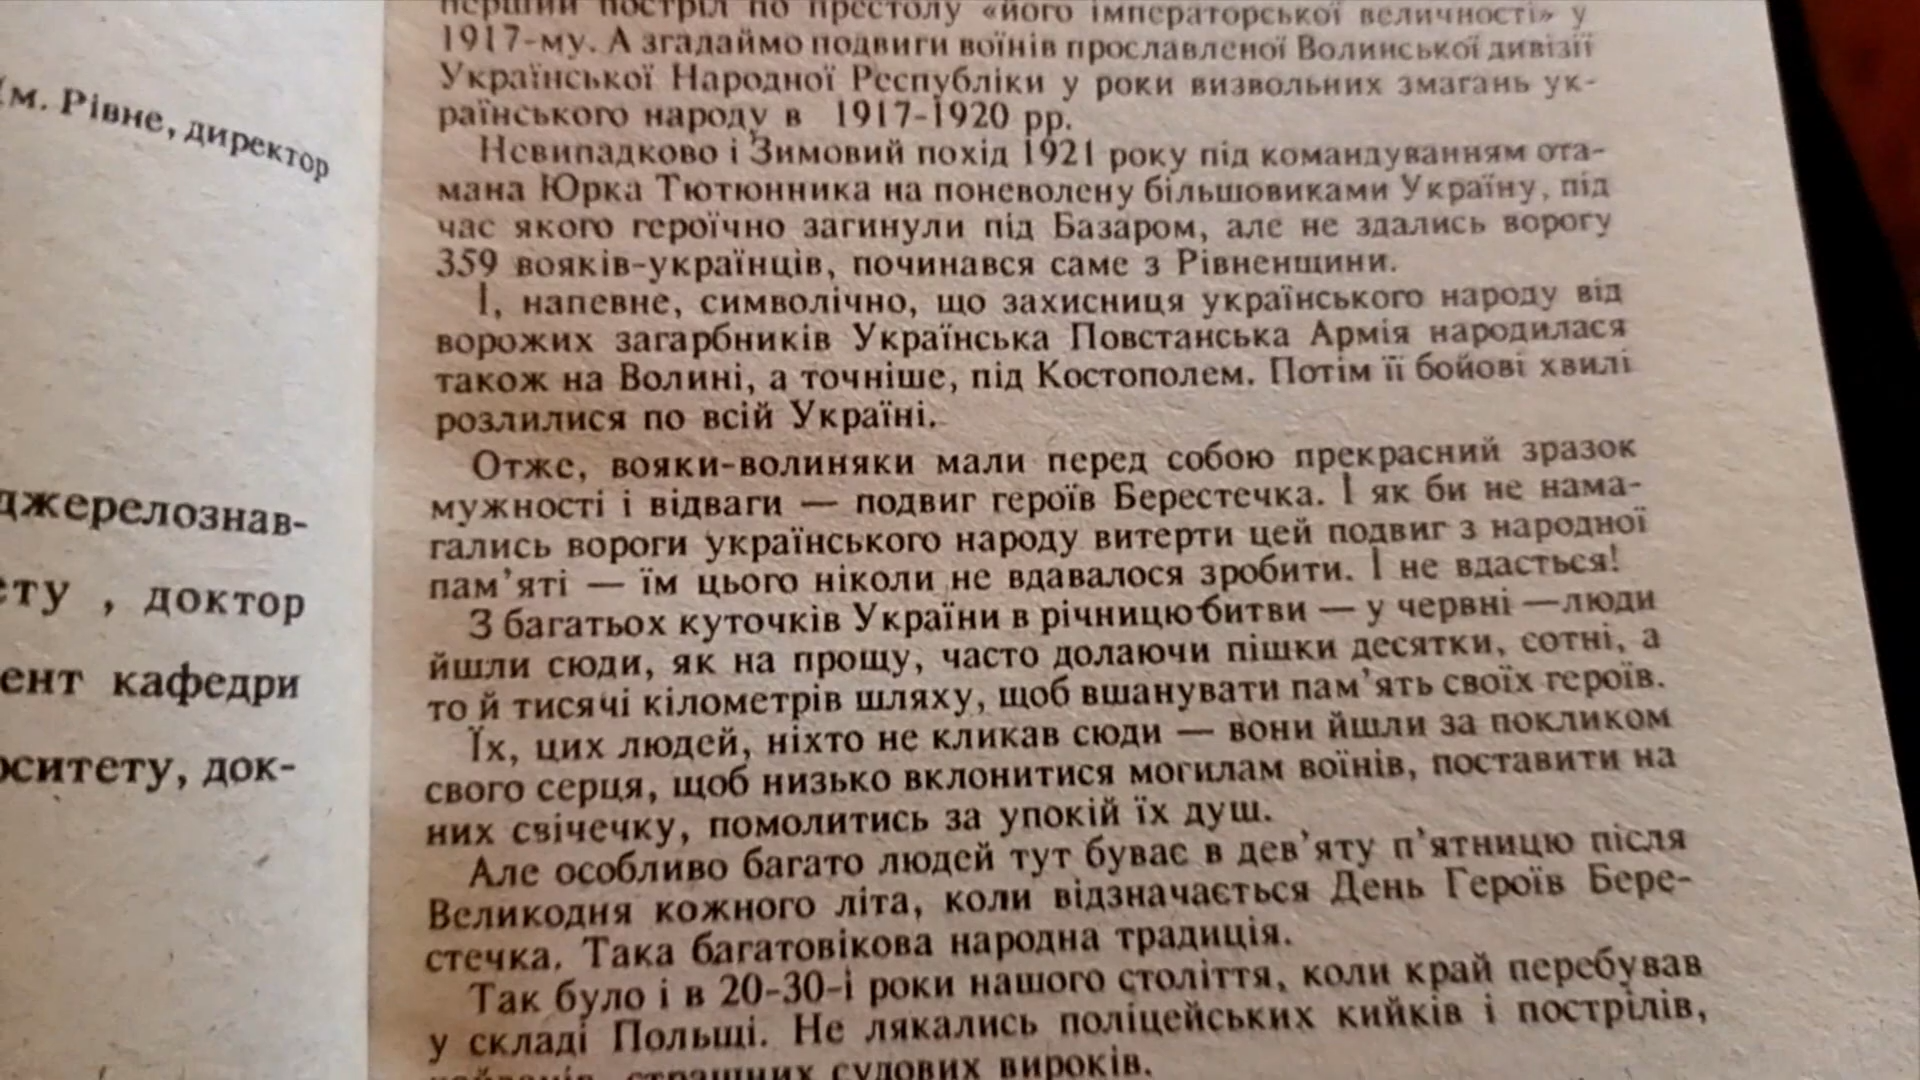 м. Рівне, директор
джерелознав-
ту , доктор
ент кафедри
ситету, док-
перший постріл по престолу «його імператорської величності» у
1917-му. А згадаймо подвиги воїнів прославленої Волинської дивізії
Української Народної Республіки у роки визвольних змагань ук-
раїнського народу в 1917-1920 рр.
Невипадково і Зимовий похід 1921 року під командуванням ота-
мана Юрка Тютюнника на поневолену більшовиками Україну, під
час якого героїчно загинули під Базаром, але не здались ворогу
359 вояків-українців, починався саме з Рівненщини.
І, напевне, символічно, що захисниця українського народу від
ворожих загарбників Українська Повстанська Армія народилася
також на Волині, а точніше, під Костополем. Потім її бойові хвилі
розлилися по всій Україні.
Отже, вояки-волиняки мали перед собою прекрасний зразок
мужності і відваги — подвиг героїв Берестечка. І як би не нама-
гались вороги українського народу витерти цей подвиг з народної
пам’яті — їм цього ніколи не вдавалося зробити. І не вдасться!
З багатьох куточків України в річницю битви — у червні —люди
йшли сюди, як на прощу, часто долаючи пішки десятки, сотні, а
то й тисячі кілометрів шляху, щоб вшанувати пам’ять своїх героїв.
Їх, цих людей, ніхто не кликав сюди — вони йшли за покликом
свого серця, щоб низько вклонитися могилам воїнів, поставити на
них свічечку, помолитись за упокій їх душ.
Але особливо багато людей тут буває в дев’яту п’ятницю після
Великодня кожного літа, коли відзначається День Героїв Бере-
стечка. Така багатовікова народна традиція.
Так було і в 20-30-і роки нашого століття, коли край перебував
у складі Польщі. Не лякались поліцейських кийків і пострілів,
страшних судових вироків.